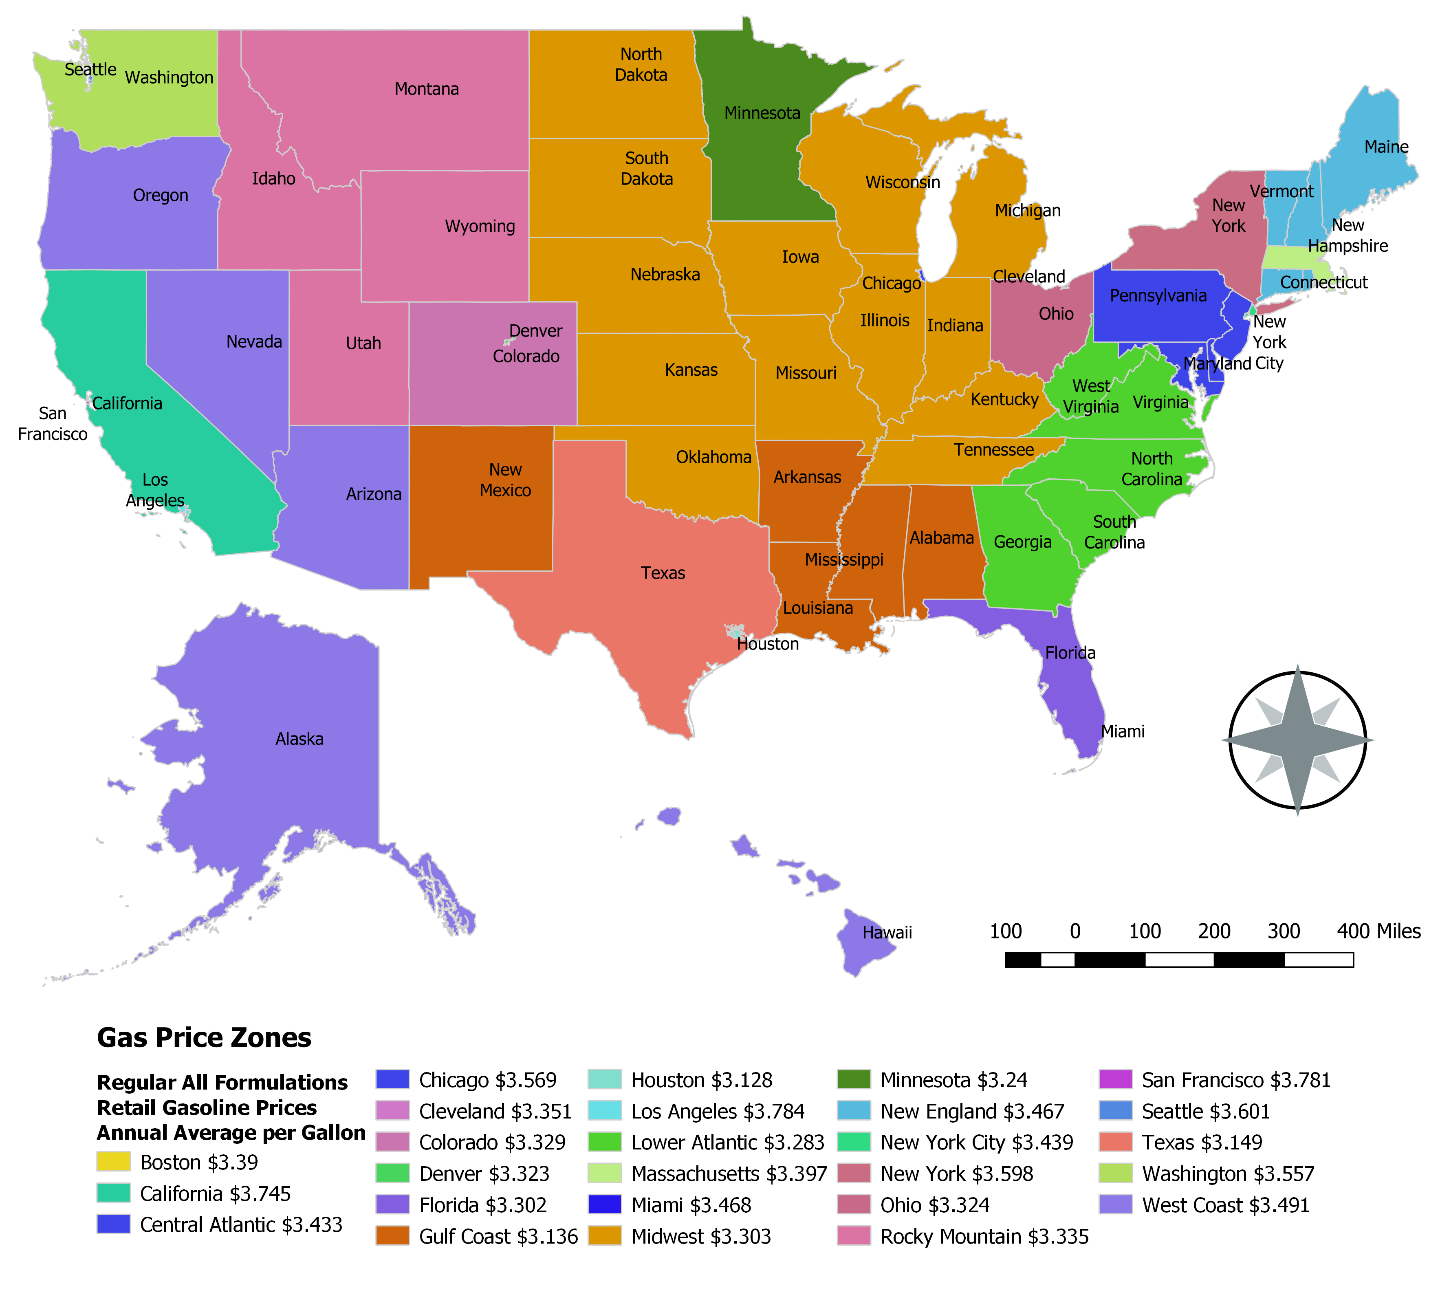 North
Dakota
Montana
Minnesota
Seattle
Washington
Maine
South
Dakota
Idaho
Oregon
Wisconsin
Vermont
Michigan
New
York
Wyoming
New
Hampshire
Iowa
Nebraska
Cleveland
Chicago
Connecticut
Pennsylvania
Ohio
Illinois
Indiana
New
York
City
Denver
Colorado
Nevada
Utah
Maryland
Kansas
Missouri
West
Virginia
Virginia
Kentucky
California
San
Francisco
Tennessee
Oklahoma
North
Carolina
New
Mexico
Arkansas
Los
Angeles
Arizona
South
Carolina
Alabama
Georgia
Mississippi
Texas
Louisiana
Houston
Florida
Miami
Alaska
Hawaii
100 0 100 200 300 400 Miles
Gas Price Zones
Regular All Formulations
Retail Gasoline Prices
Annual Average per Gallon
Boston $3.39
California $3.745
Central Atlantic $3.433
Chicago $3.569
Cleveland $3.351
Colorado $3.329
Denver $3.323
Florida $3.302
Gulf Coast $3.136
Houston $3.128
Los Angeles $3.784
Lower Atlantic $3.283
Massachusetts $3.397
Miami $3.468
Midwest $3.303
Minnesota $3.24
New England $3.467
New York City $3.439
New York $3.598
Ohio $3.324
Rocky Mountain $3.335
San Francisco $3.781
Seattle $3.601
Texas $3.149
Washington $3.557
West Coast $3.491